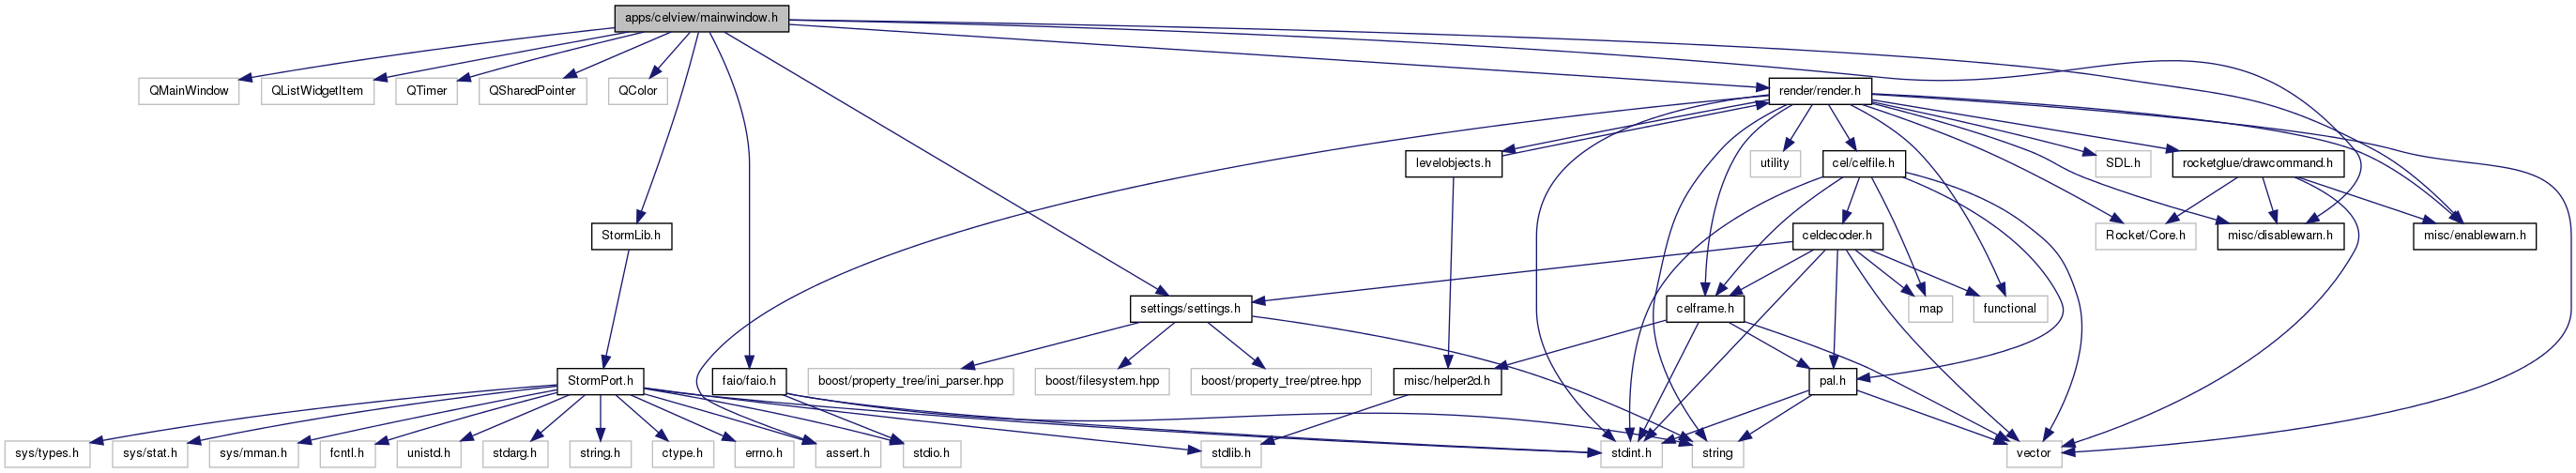 apps/celview/mainwindow.h
QMainWindow
QListWidgetItem
QTimer
QSharedPointer
QColor
render/render.h
levelobjects.h
utility
cel/celfile.h
SDL.h
rocketglue/drawcommand.h
StormLib.h
celdecoder.h
Rocket/Core.h
misc/disablewarn.h
misc/enablewarn.h
settings/settings.h
celframe.h
map
functional
StormPort.h
faio/faio.h
boost/property_tree/ini_parser.hpp
boost/filesystem.hpp
boost/property_tree/ptree.hpp
misc/helper2d.h
pal.h
sys/types.h
sys/stat.h
sys/mman.h
fcntl.h
unistd.h
stdarg.h
string.h
ctype.h
errno.h
assert.h
stdio.h
stdlib.h
stdint.h
string
vector